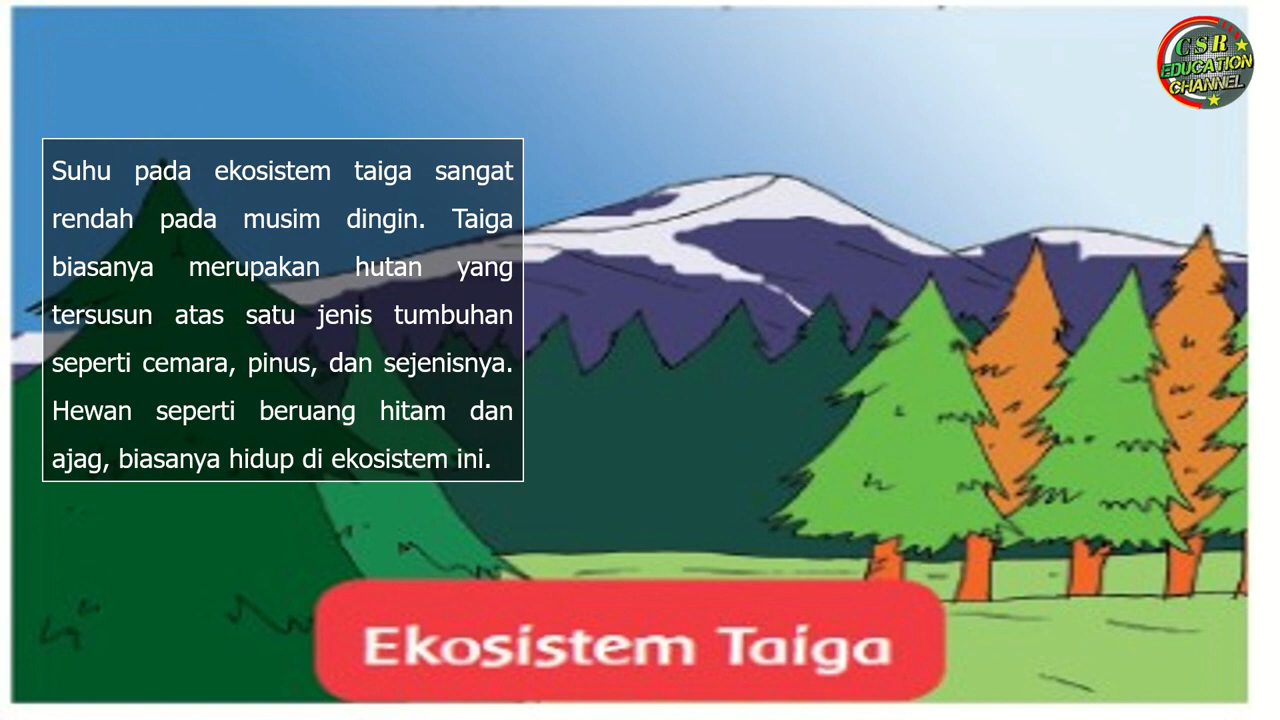 CSR
EDUCATION
CHANNEL
Suhu pada ekosistem taiga sangat
rendah pada musim dingin. Taiga
biasanya merupakan hutan yang
tersusun atas satu jenis tumbuhan
seperti cemara, pinus, dan sejenisnya.
Hewan seperti beruang hitam dan
ajag, biasanya hidup di ekosistem ini.
Ekosistem Taiga